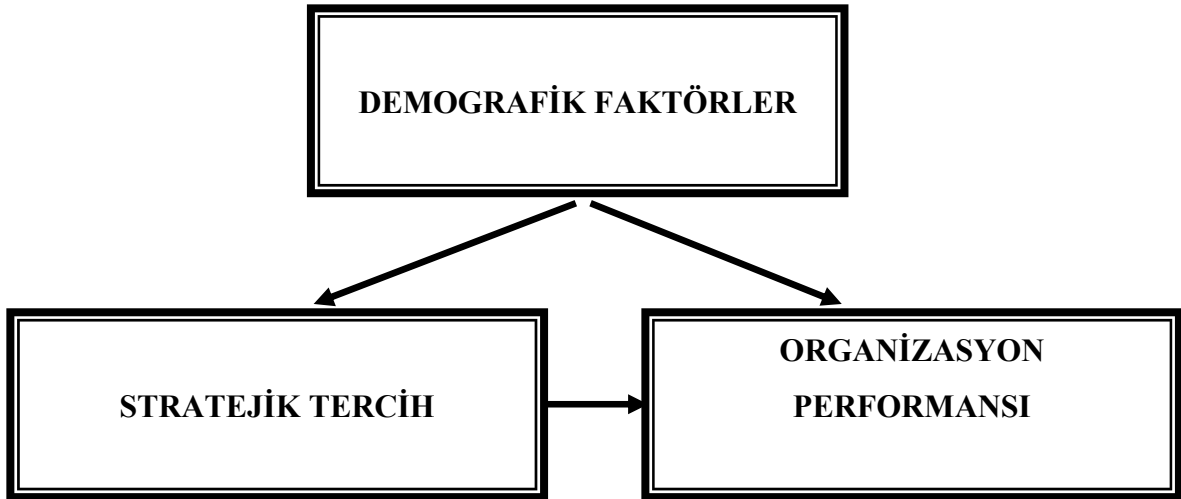 DEMOGRAFİK FAKTÖRLER
STRATEJİK TERCİH
ORGANİZASYON
PERFORMANSI